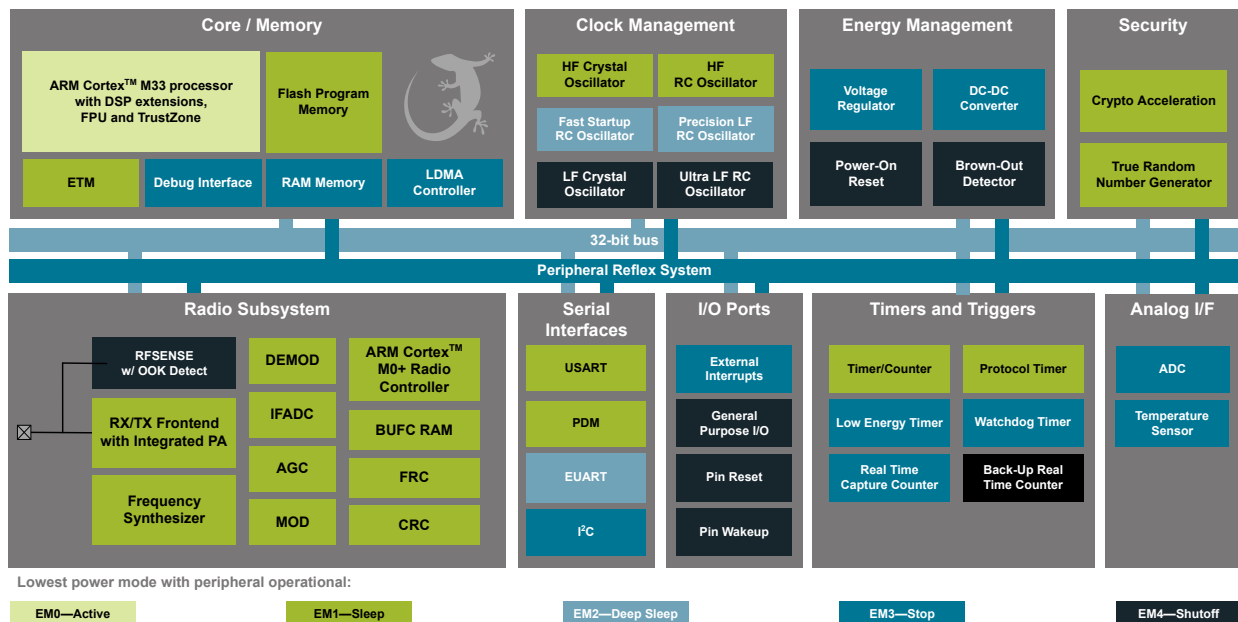 Core / Memory
ARM Cortex™ M33 processor
with DSP extensions,
FPU and TrustZone
Flash Program
Memory
ETM
Debug Interface
RAM Memory
LDMA
Controller
Clock Management
HF Crystal
Oscillator
HF
RC Oscillator
Fast Startup
RC Oscillator
Precision LF
RC Oscillator
LF Crystal
Oscillator
Ultra LF RC
Oscillator
Energy Management
Voltage
Regulator
DC-DC
Converter
Power-On
Reset
Brown-Out
Detector
Security
Crypto Acceleration
True Random
Number Generator
32-bit bus
Peripheral Reflex System
Radio Subsystem
RFSENSE
w/ OOK Detect
RX/TX Frontend
with Integrated PA
Frequency
Synthesizer
DEMOD
IFADC
AGC
MOD
ARM Cortex™
M0+ Radio
Controller
BUFC RAM
FRC
CRC
Serial
Interfaces
USART
PDM
EUART
I²C
I/O Ports
External
Interrupts
General
Purpose I/O
Pin Reset
Pin Wakeup
Timers and Triggers
Timer/Counter
Protocol Timer
Low Energy Timer
Watchdog Timer
Real Time
Capture Counter
Back-Up Real
Time Counter
Analog I/F
ADC
Temperature
Sensor
Lowest power mode with peripheral operational:
EM0—Active
EM1—Sleep
EM2—Deep Sleep
EM3—Stop
EM4—Shutoff